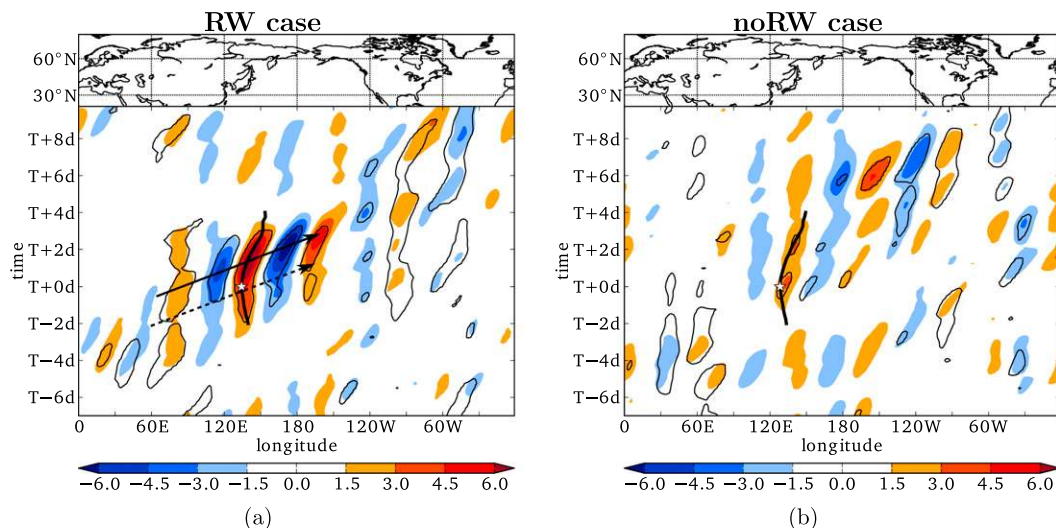 RW case
60°N
30°N
T+8d
T+6d
T+4d
T+2d
T+0d
T−2d
T−4d
T−6d
time
0 60E 120E 180 120W 60W
longitude
−6.0 −4.5 −3.0 −1.5 0.0 1.5 3.0 4.5 6.0
(a)
noRW case
60°N
30°N
T+8d
T+6d
T+4d
T+2d
T+0d
T−2d
T−4d
T−6d
time
0 60E 120E 180 120W 60W
longitude
−6.0 −4.5 −3.0 −1.5 0.0 1.5 3.0 4.5 6.0
(b)